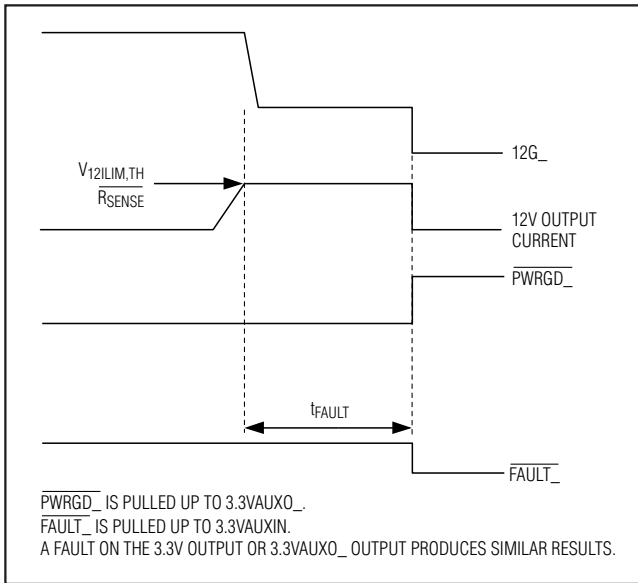 12G_
V12ILIM,TH
RSENSE
12V OUTPUT
CURRENT
PWRGD_
tFAULT
FAULT_
PWRGD_ IS PULLED UP TO 3.3VAUXO_.
FAULT_ IS PULLED UP TO 3.3VAUXIN.
A FAULT ON THE 3.3V OUTPUT OR 3.3VAUXO_ OUTPUT PRODUCES SIMILAR RESULTS.